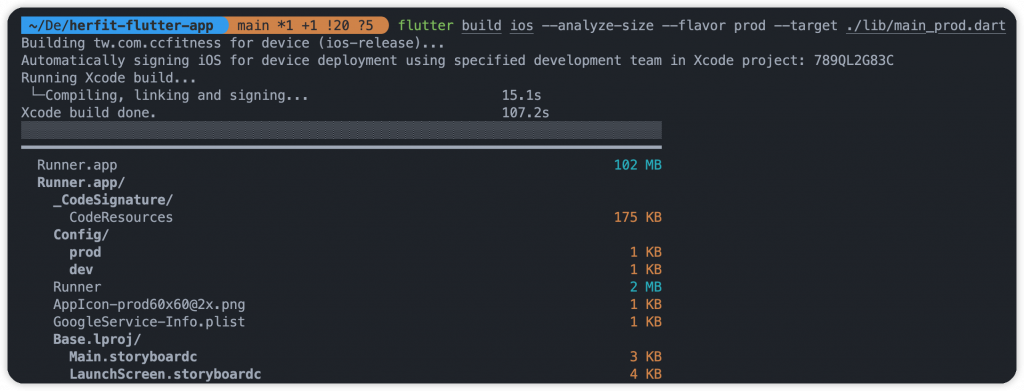 ~/De/herfit-flutter-app main *1 +1 !20 ?5 flutter build ios --analyze-size --flavor prod --target ./lib/main_prod.dart
Building tw.com.ccfitness for device (ios-release)...
Automatically signing iOS for device deployment using specified development team in Xcode project: 789QL2G83C
Running Xcode build...
└─Compiling, linking and signing... 15.1s
Xcode build done. 107.2s
Runner.app 102 MB
Runner.app/
_CodeSignature/
CodeResources 175 KB
Config/
prod 1 KB
dev 1 KB
Runner 2 MB
AppIcon-prod60x60@2x.png 1 KB
GoogleService-Info.plist 1 KB
Base.lproj/
Main.storyboardc 3 KB
LaunchScreen.storyboardc 4 KB